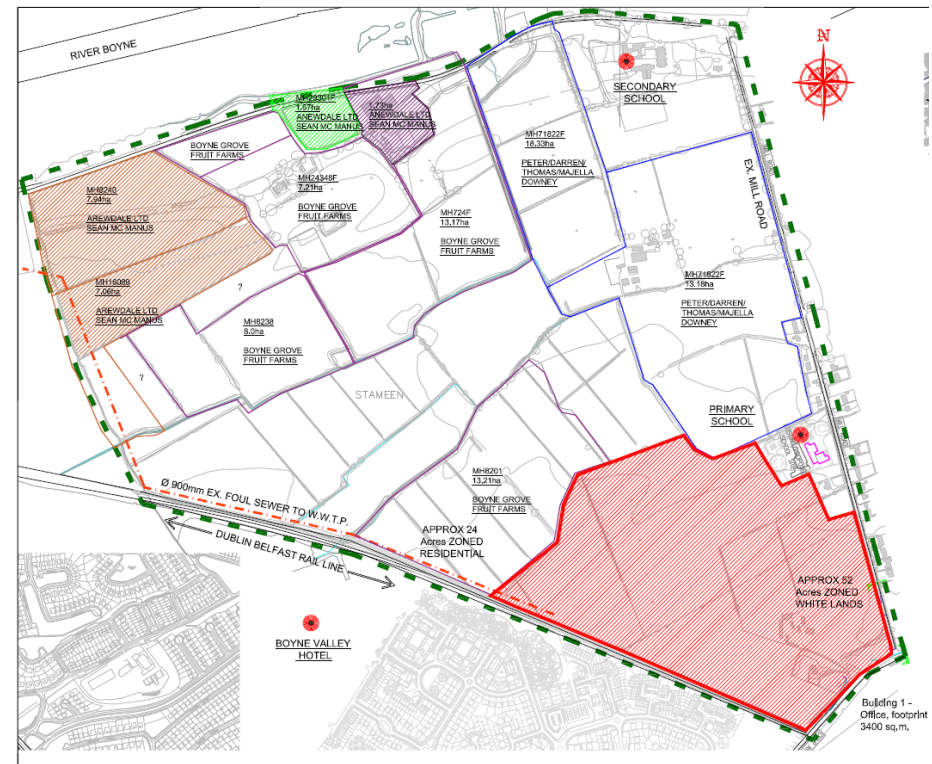 RIVER BOYNE
N
SECONDARY
SCHOOL
MH29301F
1.67ha
ANEWDALE LTD
SEAN MC MANUS
1.73ha
ANEWDALE LTD
SEAN MC MANUS
BOYNE GROVE
FRUIT FARMS
MH71822F
18.33ha
PETER/DARREN/
THOMAS/MAJELLA
DOWNEY
EX. MILL ROAD
MH8240
7.94ha
AREWDALE LTD
SEAN MC MANUS
MH24348F
7.21ha
BOYNE GROVE
FRUIT FARMS
MH724F
13.17ha
BOYNE GROVE
FRUIT FARMS
MH16089
7.06ha
AREWDALE LTD
SEAN MC MANUS
?
MH71822F
13.18ha
PETER/DARREN/
THOMAS/MAJELLA
DOWNEY
MH8238
8.0ha
BOYNE GROVE
FRUIT FARMS
?
STAMEEN
PRIMARY
SCHOOL
MH8201
13.21ha
BOYNE GROVE
FRUIT FARMS
Ø 900mm EX. FOUL SEWER TO W.W.T.P.
DUBLIN BELFAST RAIL LINE
APPROX 24
Acres ZONED
RESIDENTIAL
APPROX 52
Acres ZONED
WHITE LANDS
BOYNE VALLEY
HOTEL
Building 1 -
Office, footprint
3400 sq.m.